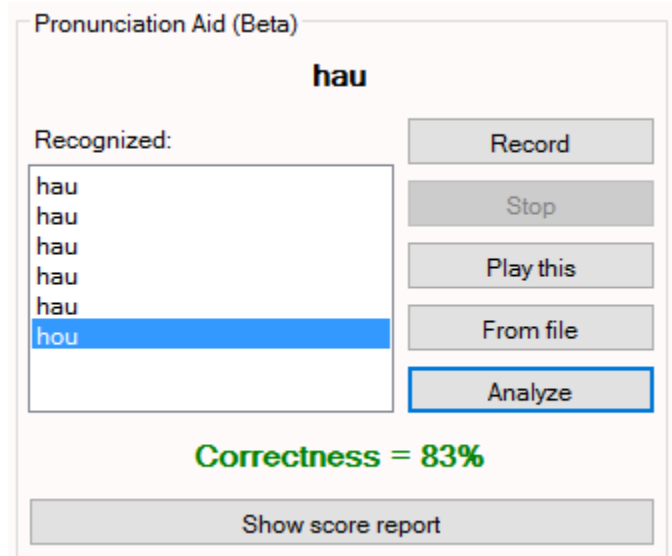 Pronunciation Aid (Beta)
hau
Recognized:
Record
hau
hau
hau
hau
hau
hou
Stop
Play this
From file
Analyze
Correctness = 83%
Show score report